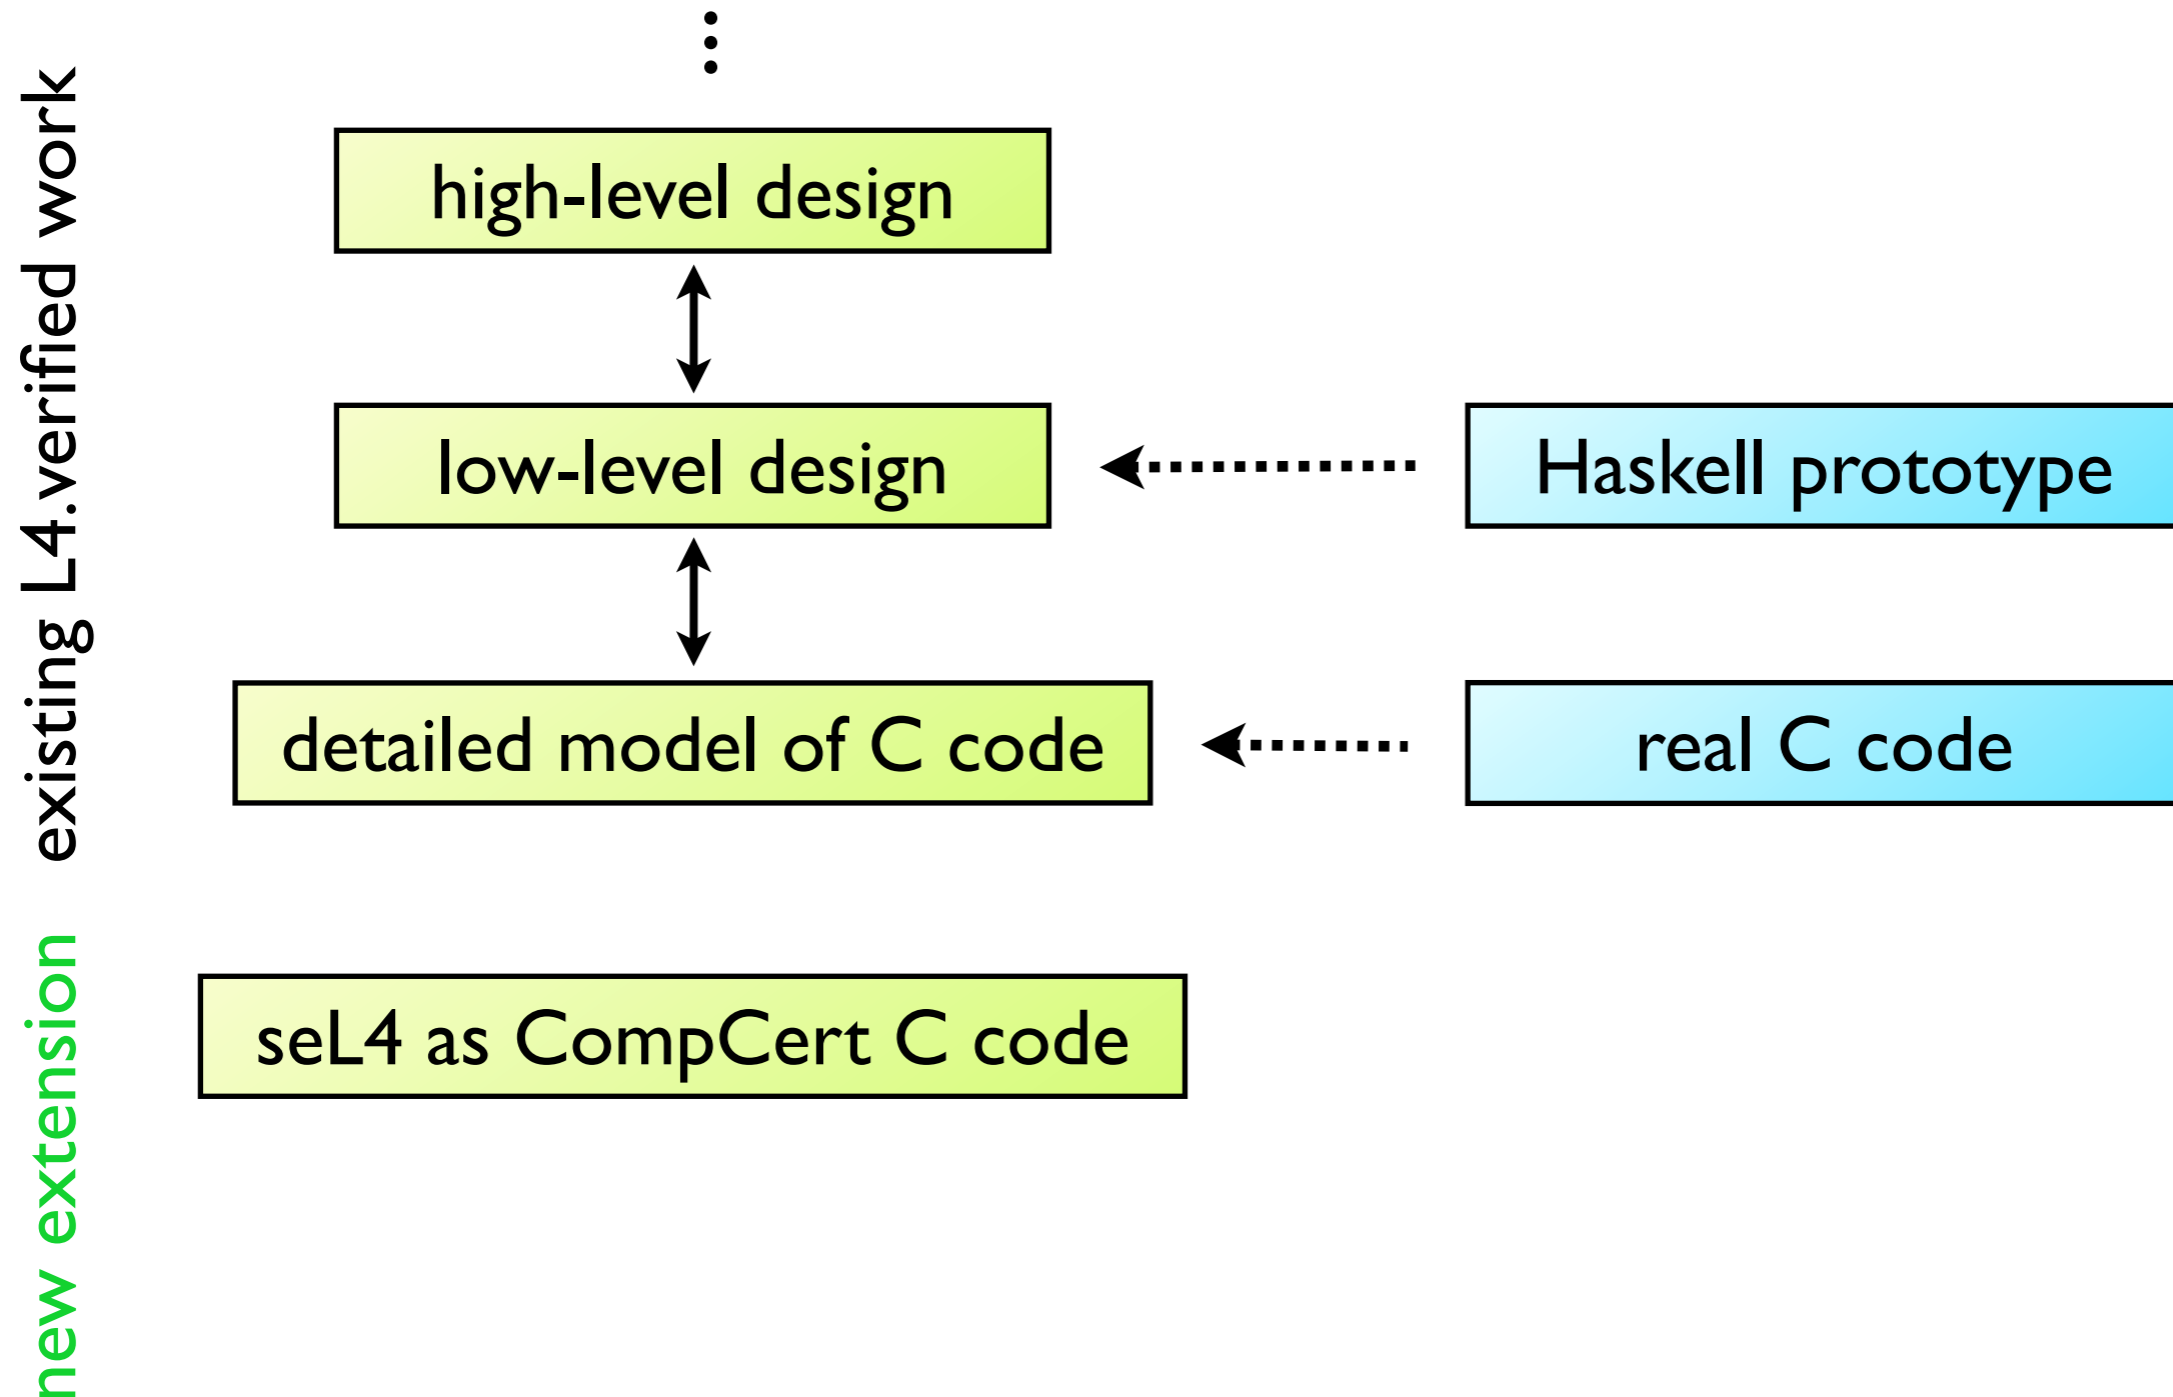 existing L4.verified work
high-level design
low-level design
Haskell prototype
detailed model of C code
real C code
new extension
seL4 as CompCert C code